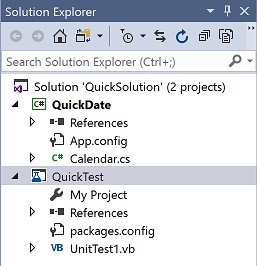 Solution Explorer
Search Solution Explorer (Ctrl+;)
Solution 'QuickSolution' (2 projects)
C# QuickDate
References
App.config
C# Calendar.cs
QuickTest
My Project
References
packages.config
VB UnitTest1.vb